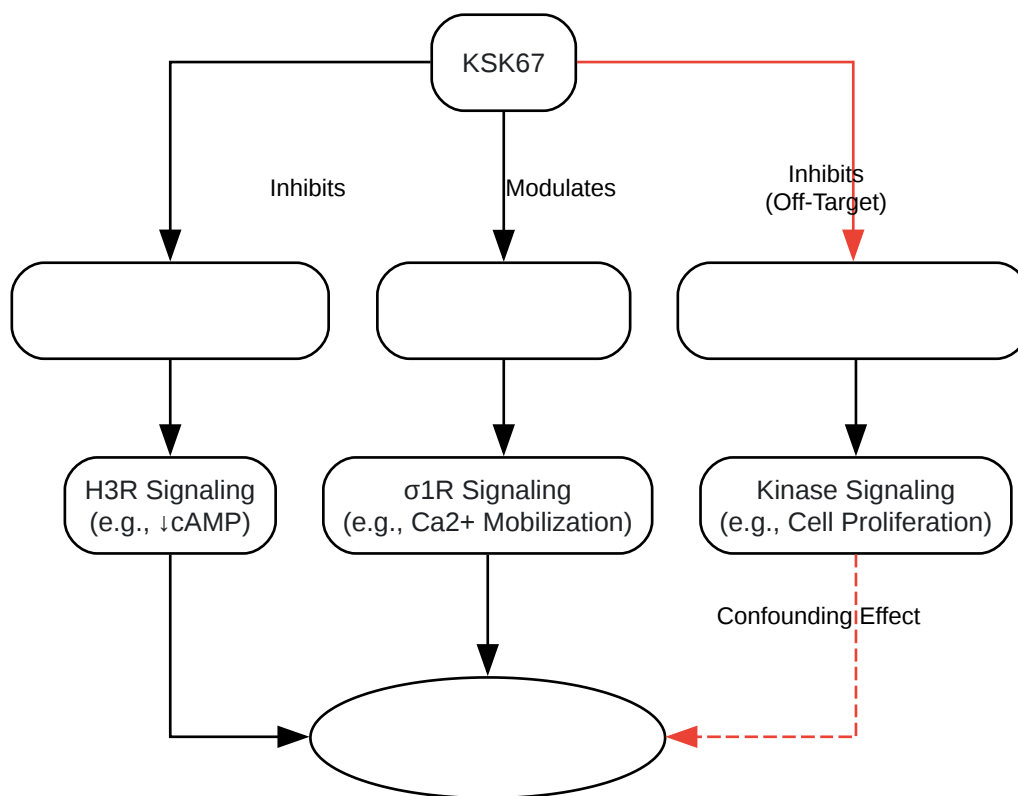 KSK67
Inhibits
Modulates
Inhibits
(Off-Target)
H3R Signaling
(e.g., ↓cAMP)
σ1R Signaling
(e.g., Ca2+ Mobilization)
Kinase Signaling
(e.g., Cell Proliferation)
Confounding Effect